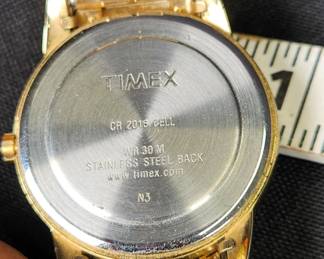 TIMEX
CR 2016 CELL
WR 30 M
STAINLESS STEEL BACK
www.timex.com
N3
1